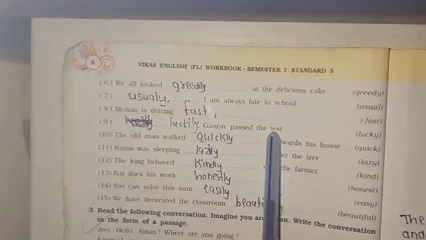 VIKAS ENGLISH (FL) WORKBOOK - SEMESTER 1 - STANDARD 5
(6) We all looked greedily at the delicious cake. (greedy)
(7) usualy, I am always late to school. (usual)
(8) Mohan is driving fast. (fast)
(9) luckily Gaurav passed the test (lucky)
(10) The old man walked quickly wards his house. (quick)
(11) Ramu was sleeping lazily er the tree. (lazy)
(12) The king behaved kindly the farmer. (kind)
(13) Raj does his work honestly (honest)
(14) You can solve this sum easily (easy)
(15) We have decorated the classroom beauti (beautiful)
3. Read the following conversation. Imagine you are an. Write the conversation
in the form of a passage.
Jeet: Hello, Aman! Where are you going?
The
and